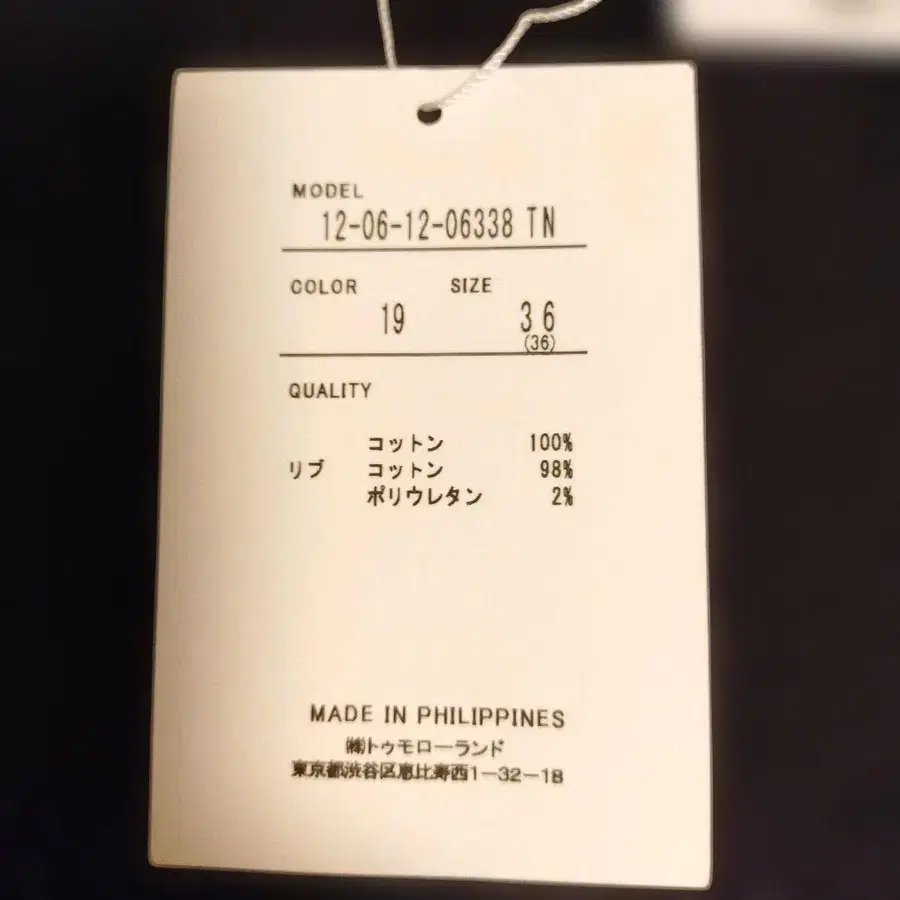 MODEL
12-06-12-06338 TN
COLOR SIZE
19 36
(36)
QUALITY
コットン 100%
リブ コットン 98%
ポリウレタン 2%
MADE IN PHILIPPINES
㈱トゥモローランド
東京都渋谷区恵比寿西1-32-18